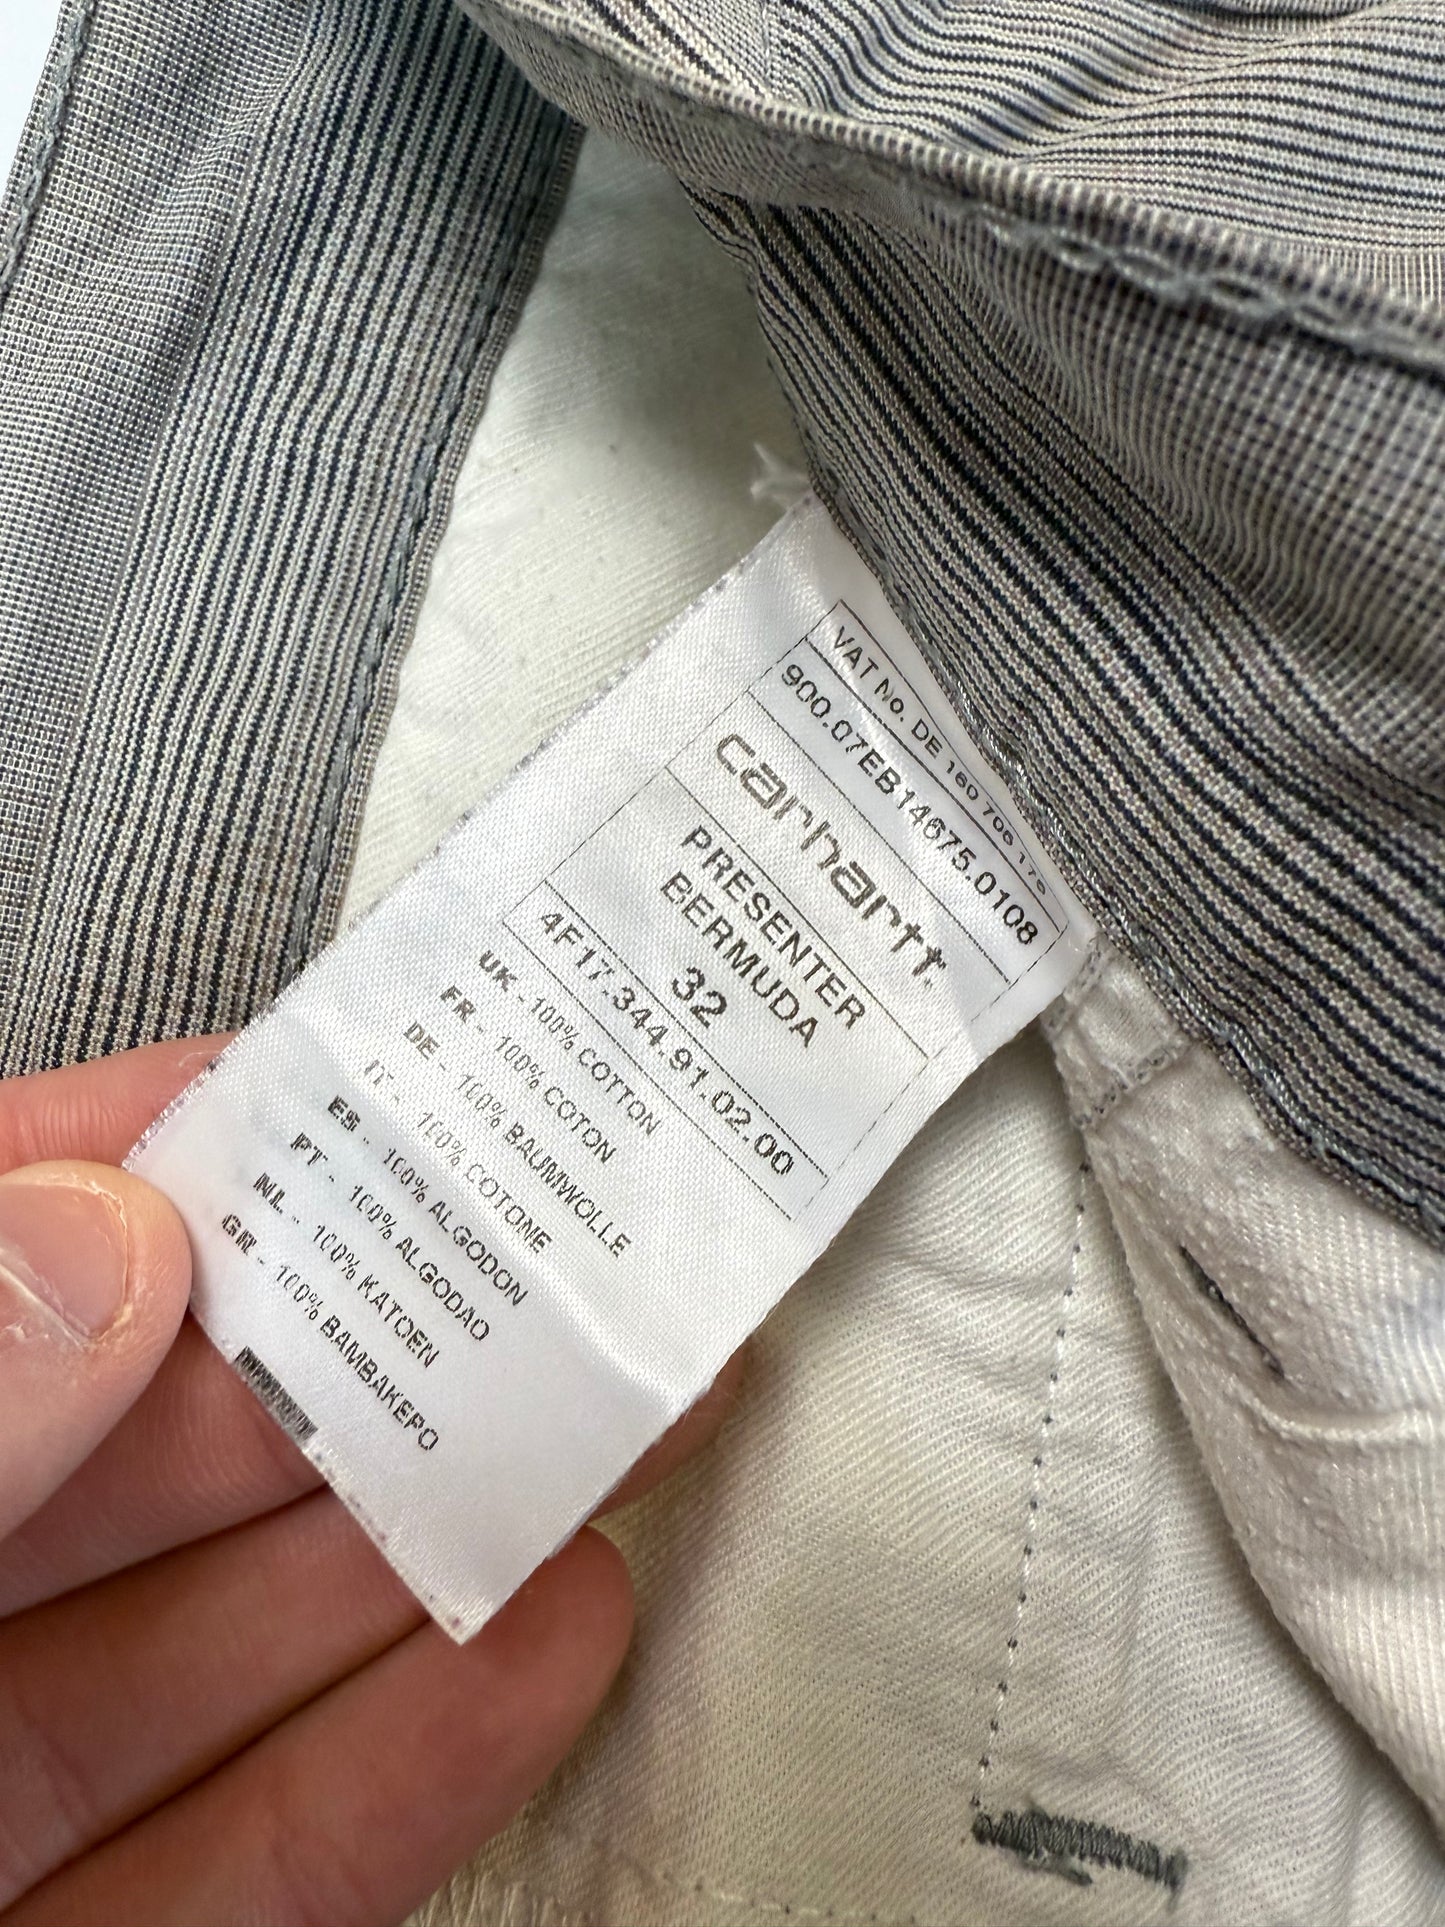 VAT No. DE 160 706 176
900.07EB14675.0108
carhartt.
PRESENTER
BERMUDA
32
4F17.344.91.02.00
UK - 100% COTTON
FR - 100% COTON
DE - 100% BAUMWOLLE
IT - 100% COTONE
ES - 100% ALGODON
PT - 100% ALGODAO
NL - 100% KATOEN
GR - 100% BAMBAKEPO